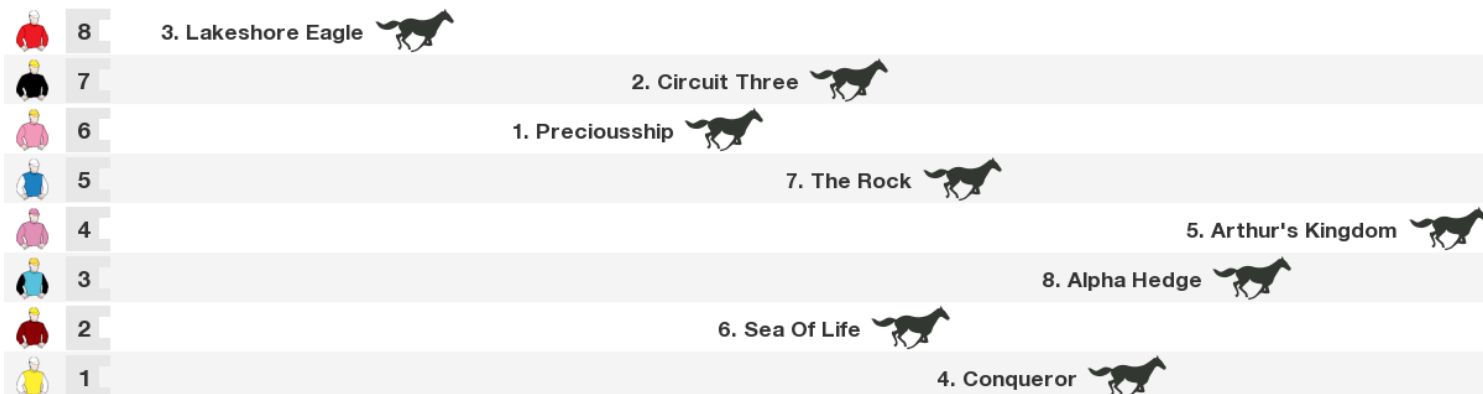 8 3. Lakeshore Eagle
7 2. Circuit Three
6 1. Preciousship
5 7. The Rock
4 5. Arthur's Kingdom
3 8. Alpha Hedge
2 6. Sea Of Life
1 4. Conqueror